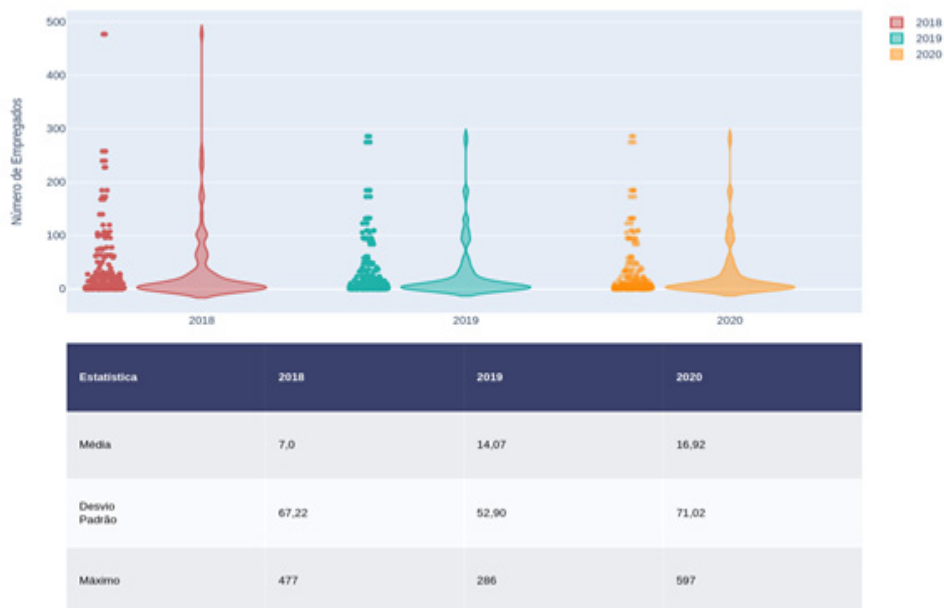 500
400
300
200
100
0
Número de Empregados
2018 2019 2020
2018
2019
2020
Estatística 2018 2019 2020
Média 7,0 14,07 16,92
Desvio
Padrão 67,22 52,90 71,02
Máximo 477 286 597